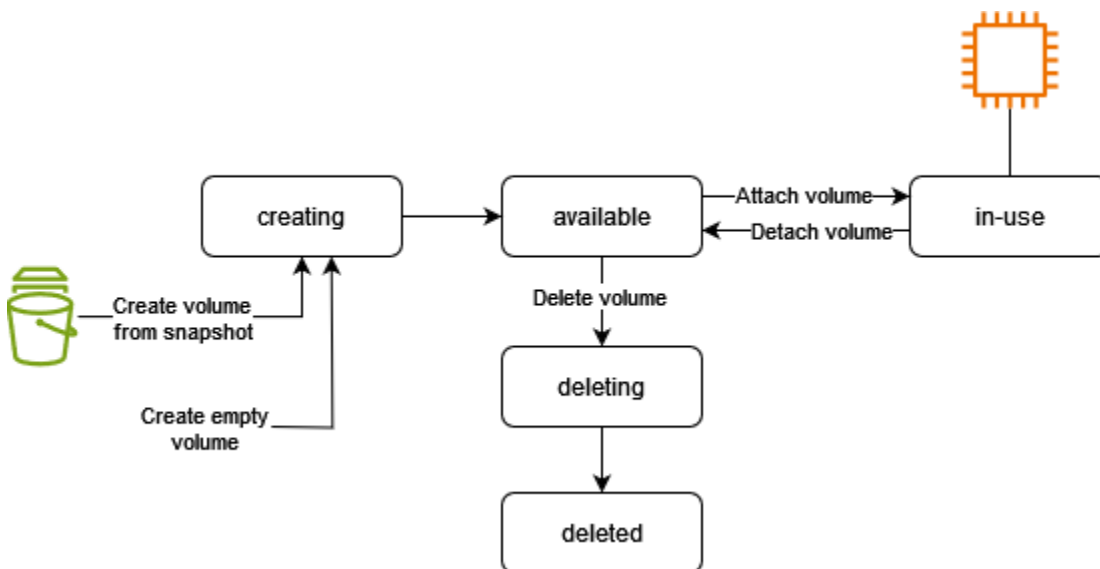 creating
available
Attach volume
Detach volume
in-use
Create volume
from snapshot
Delete volume
deleting
Create empty
volume
deleted